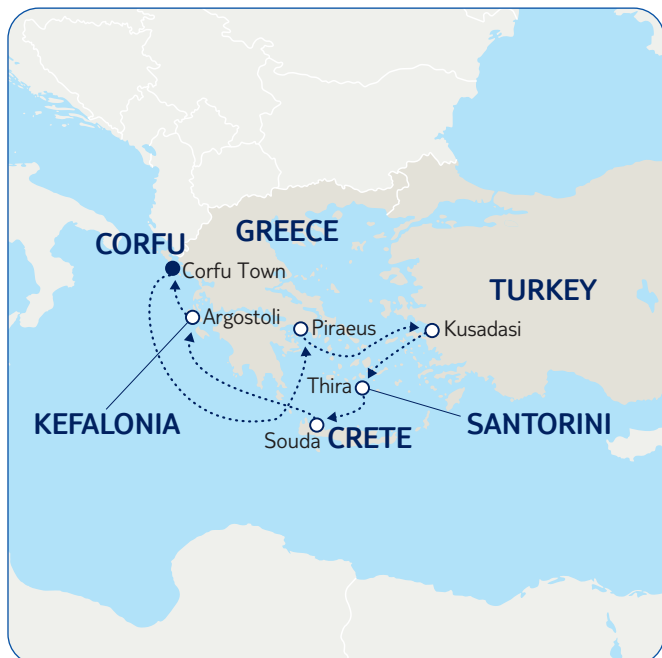 GREECE
CORFU
Corfu Town
TURKEY
Argostoli
Piraeus
Kusadasi
Thira
KEFALONIA
SANTORINI
Souda
CRETE